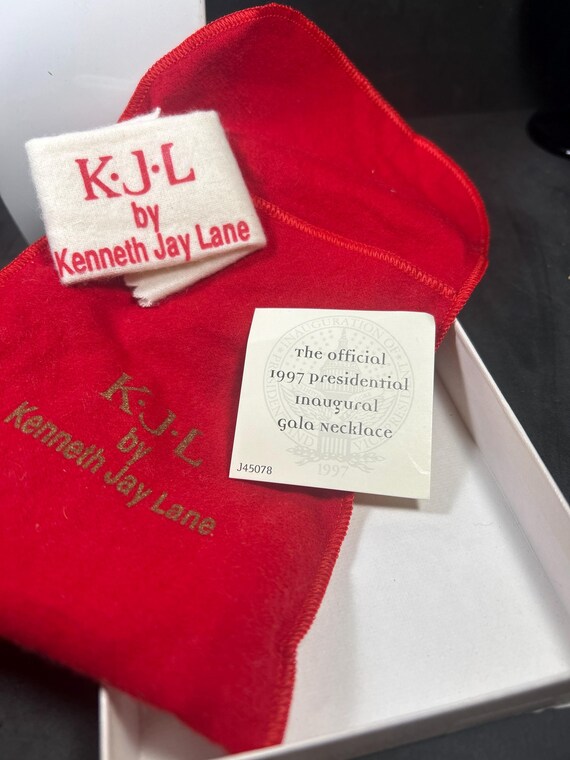 K·J·L
by
Kenneth Jay Lane
The official
1997 presidential
inaugural
gala necklace
J45078
1997
K·J·L
by
Kenneth Jay Lane